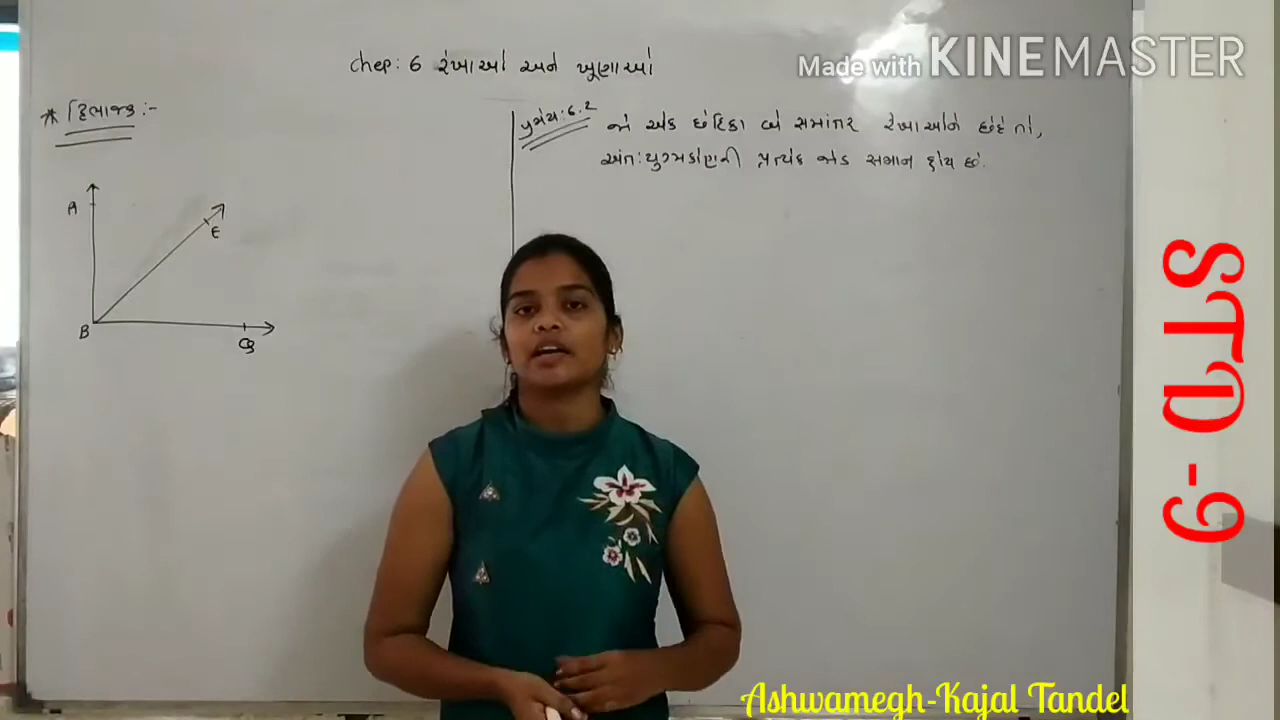 Made with KINEMASTER
chep: 6 રેખાઓ અને ખૂણાઓ
* દ્વિભાજક :-
A
E
B
C
પ્રમેય: 6.2 જો એક છેદિકા બે સમાંતર રેખાઓને છેદે તો,
અંત:યુગ્મકોણની પ્રત્યેક જોડ સમાન હોય છે.
STD - 9
Ashwamegh-Kajal Tandel